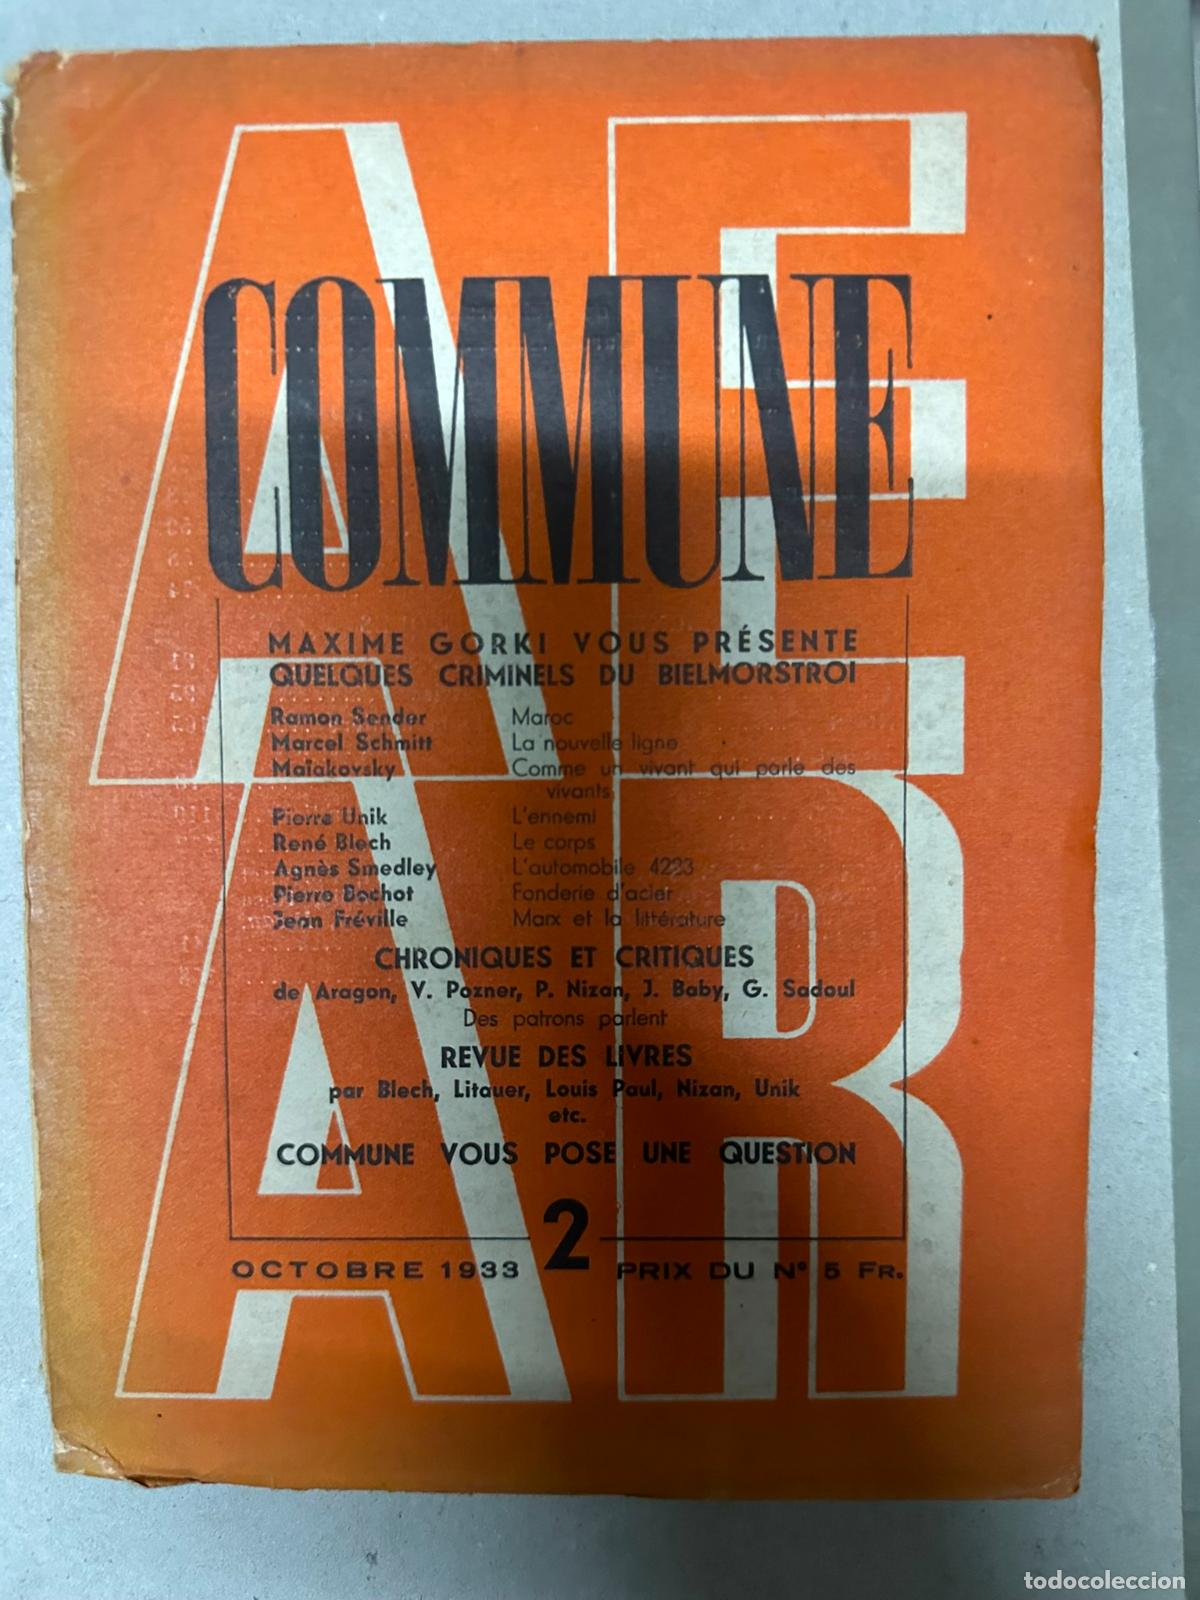 AE
AR
COMMUNE
MAXIME GORKI VOUS PRÉSENTE
QUELQUES CRIMINELS DU BIELMORSTROI
Ramon Sender Maroc
Marcel Schmitt La nouvelle ligne
Maïakovsky Comme un vivant qui parle des
vivants
Pierre Unik L'ennemi
René Blech Le corps
Agnès Smedley L'automobile 4223
Pierre Bochot Fonderie d'acier
Jean Fréville Marx et la littérature
CHRONIQUES ET CRITIQUES
de Aragon, V. Pozner, P. Nizan, J. Baby, G. Sadoul
Des patrons parlent
REVUE DES LIVRES
par Blech, Litauer, Louis Paul, Nizan, Unik
etc.
COMMUNE VOUS POSE UNE QUESTION
OCTOBRE 1933 2 PRIX DU N° 5 FR.
todocoleccion